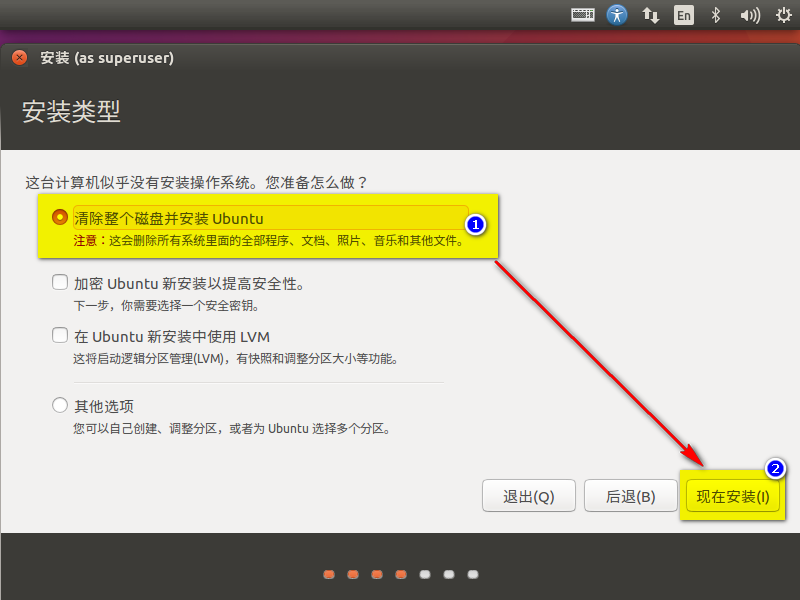 En
安装 (as superuser)
安装类型
这台计算机似乎没有安装操作系统。您准备怎么做？
清除整个磁盘并安装 Ubuntu
1
注意：这会删除所有系统里面的全部程序、文档、照片、音乐和其他文件。
加密 Ubuntu 新安装以提高安全性。
下一步，你需要选择一个安全密钥。
在 Ubuntu 新安装中使用 LVM
这将启动逻辑分区管理(LVM)，有快照和调整分区大小等功能。
其他选项
您可以自己创建、调整分区，或者为 Ubuntu 选择多个分区。
2
退出(Q) 后退(B) 现在安装(I)